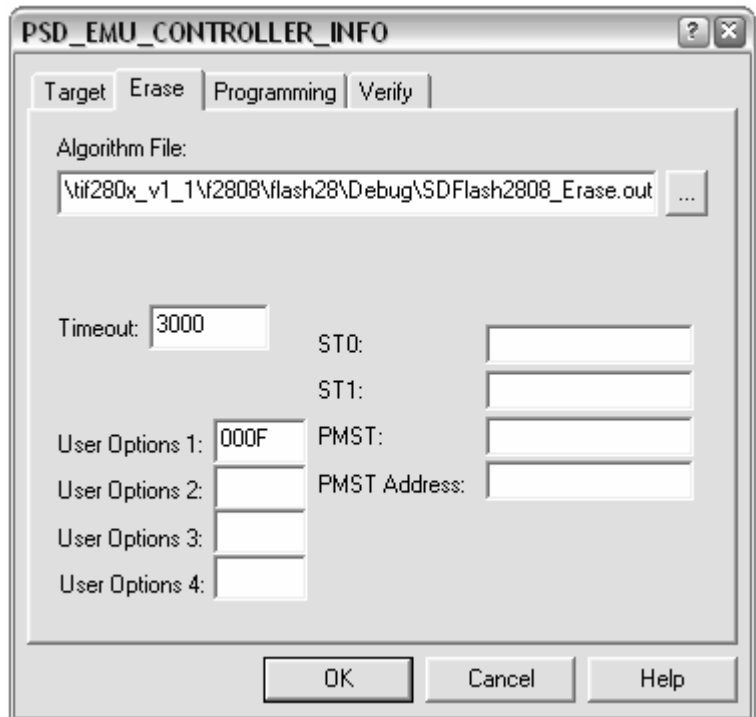 PSD_EMU_CONTROLLER_INFO ? X
Target Erase Programming Verify
Algorithm File:
\tif280x_v1_1\f2808\flash28\Debug\SDFlash2808_Erase.out ...
Timeout: 3000
ST0:
ST1:
User Options 1: 000F PMST:
User Options 2: PMST Address:
User Options 3:
User Options 4:
OK Cancel Help